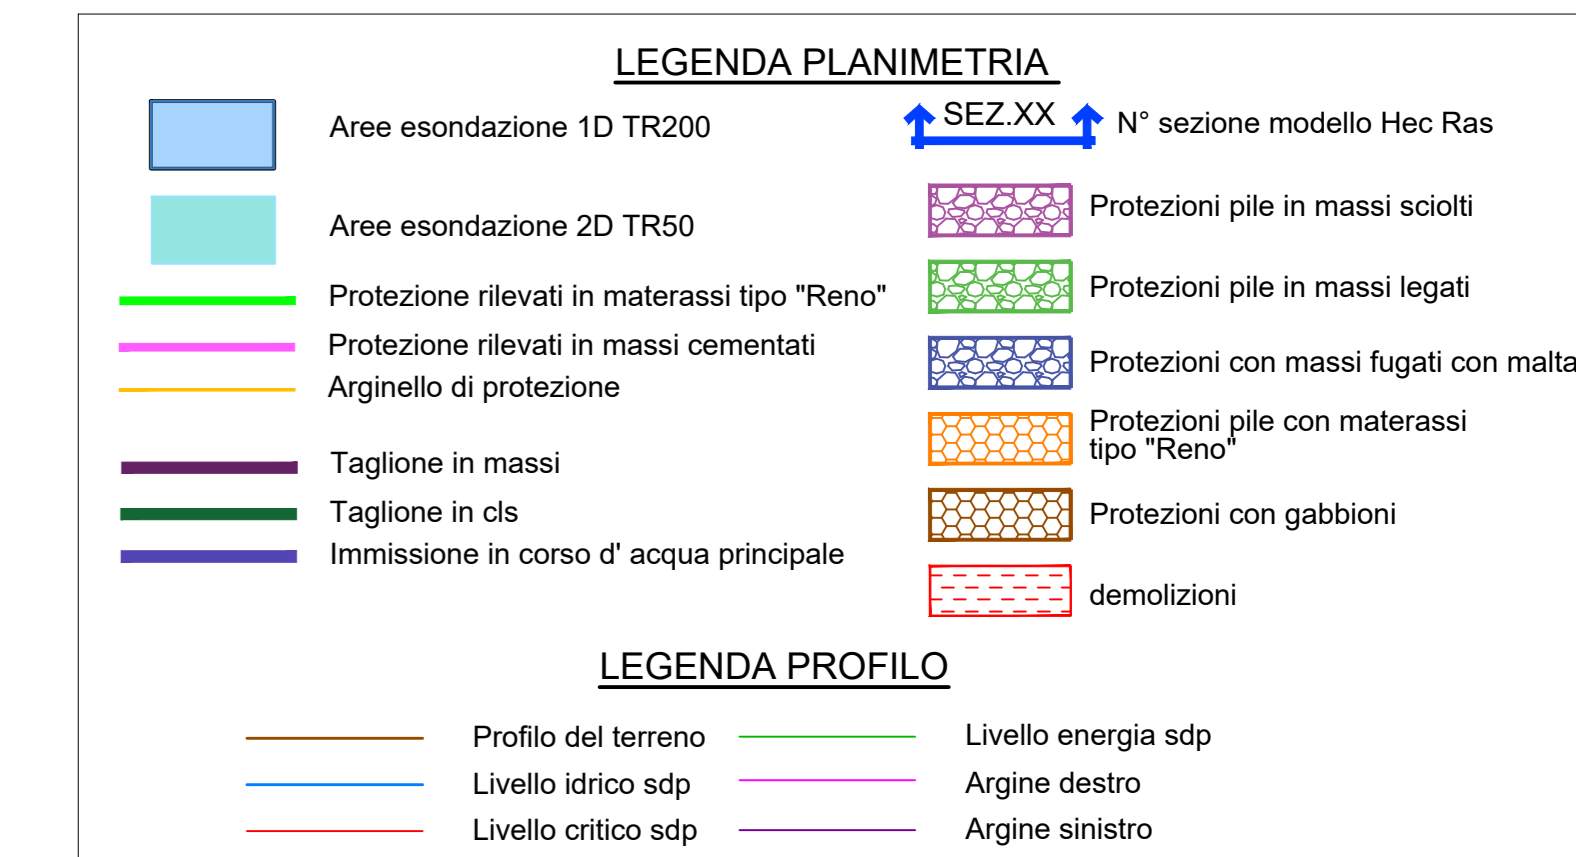 LEGENDA PLANIMETRIA
Aree esondazione 1D TR200
Aree esondazione 2D TR50
Protezione rilevati in materassi tipo "Reno"
Protezione rilevati in massi cementati
Arginello di protezione
Taglione in massi
Taglione in cls
Immissione in corso d' acqua principale
SEZ.XX
N° sezione modello Hec Ras
Protezioni pile in massi sciolti
Protezioni pile in massi legati
Protezioni con massi fugati con malta
Protezioni pile con materassi
tipo "Reno"
Protezioni con gabbioni
demolizioni
LEGENDA PROFILO
Profilo del terreno
Livello idrico sdp
Livello critico sdp
Livello energia sdp
Argine destro
Argine sinistro